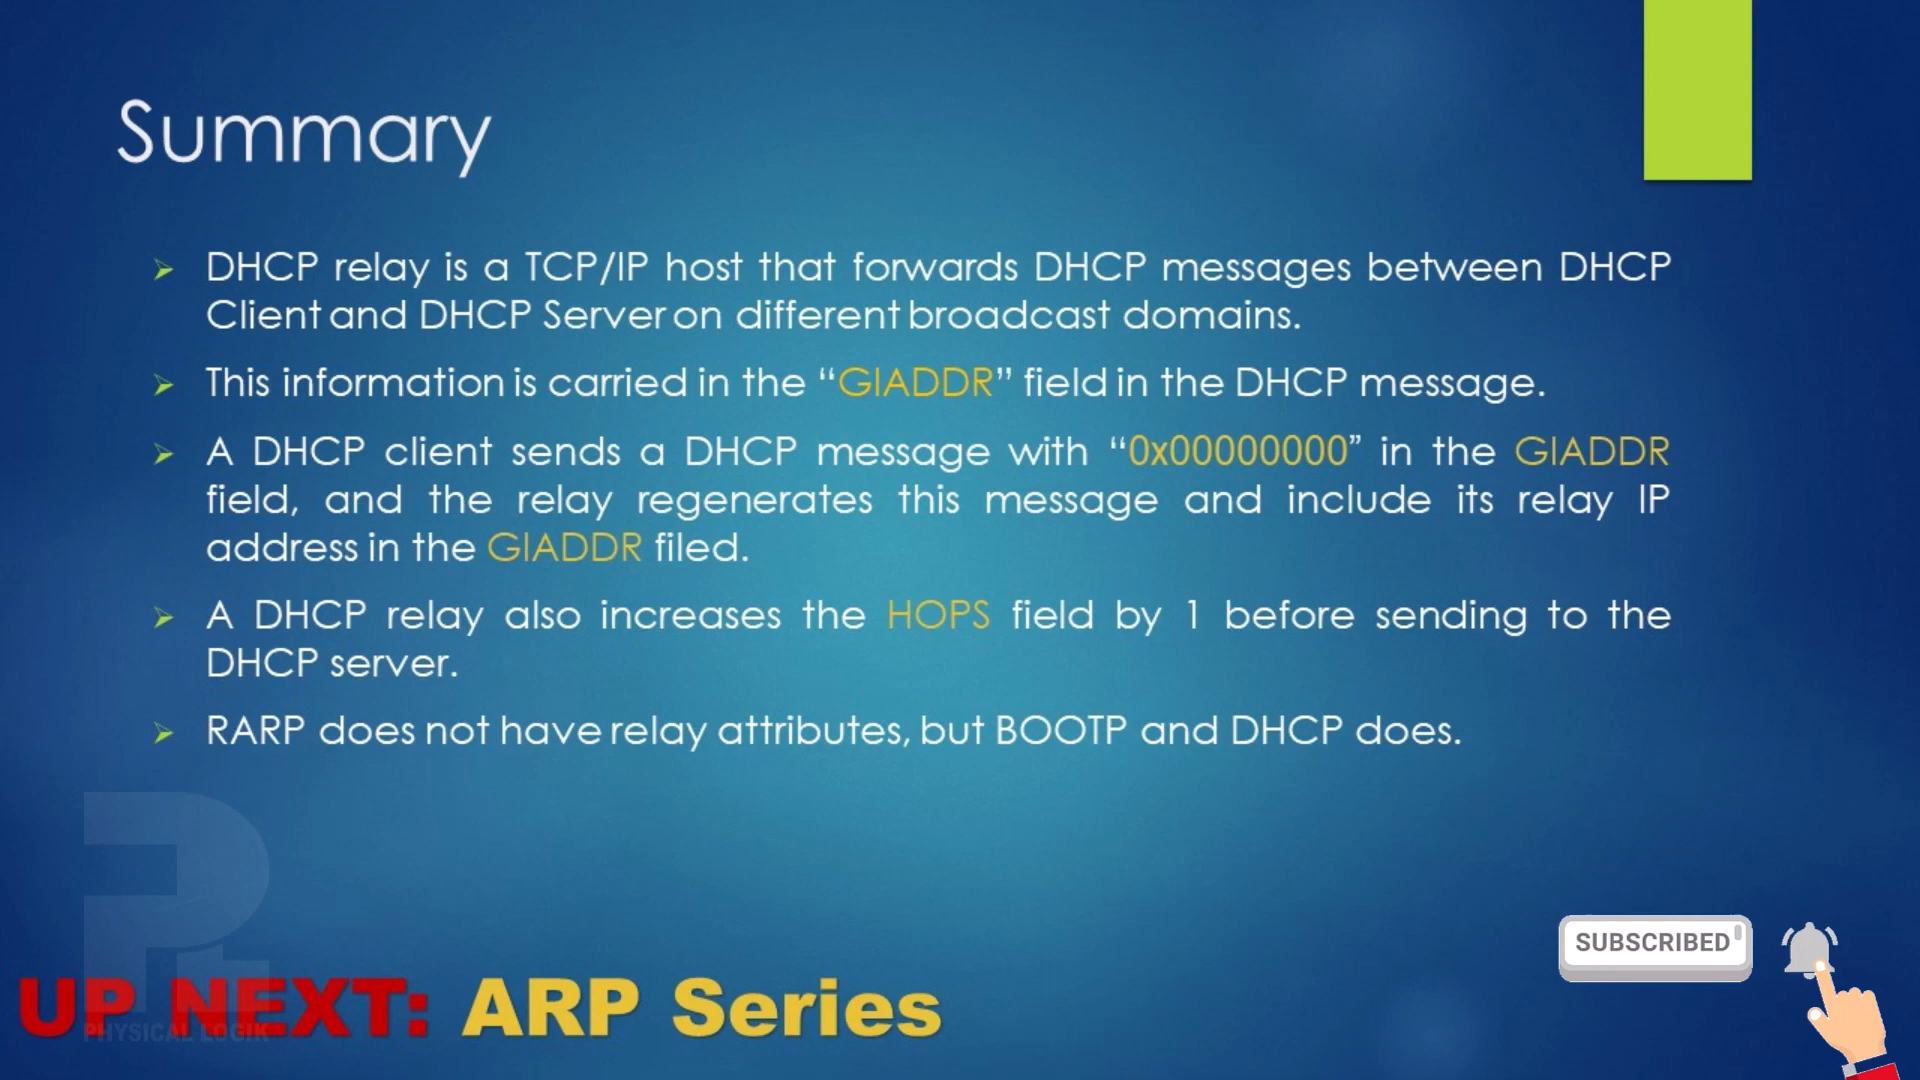 Summary
DHCP relay is a TCP/IP host that forwards DHCP messages between DHCP
Client and DHCP Server on different broadcast domains.
This information is carried in the “GIADDR” field in the DHCP message.
A DHCP client sends a DHCP message with “0x00000000” in the GIADDR
field, and the relay regenerates this message and include its relay IP
address in the GIADDR filed.
A DHCP relay also increases the HOPS field by 1 before sending to the
DHCP server.
RARP does not have relay attributes, but BOOTP and DHCP does.
SUBSCRIBED
UP NEXT: ARP Series
PHYSICAL LOGIK